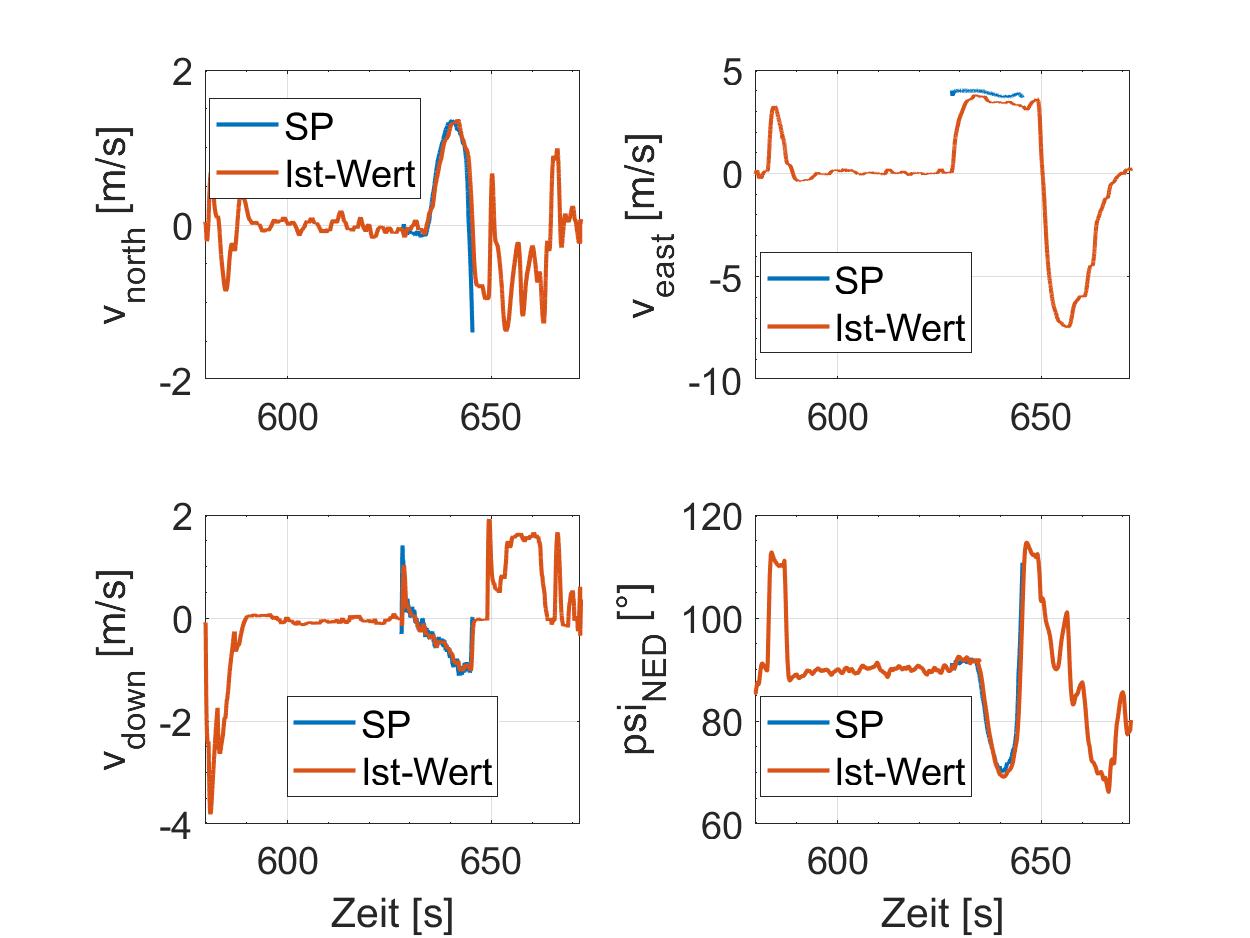 2
0
-2
v_north [m/s]
SP
Ist-Wert
600
650
5
0
-5
-10
v_east [m/s]
SP
Ist-Wert
600
650
2
0
-2
-4
v_down [m/s]
SP
Ist-Wert
600
650
Zeit [s]
120
100
80
60
psi_NED [°]
SP
Ist-Wert
600
650
Zeit [s]